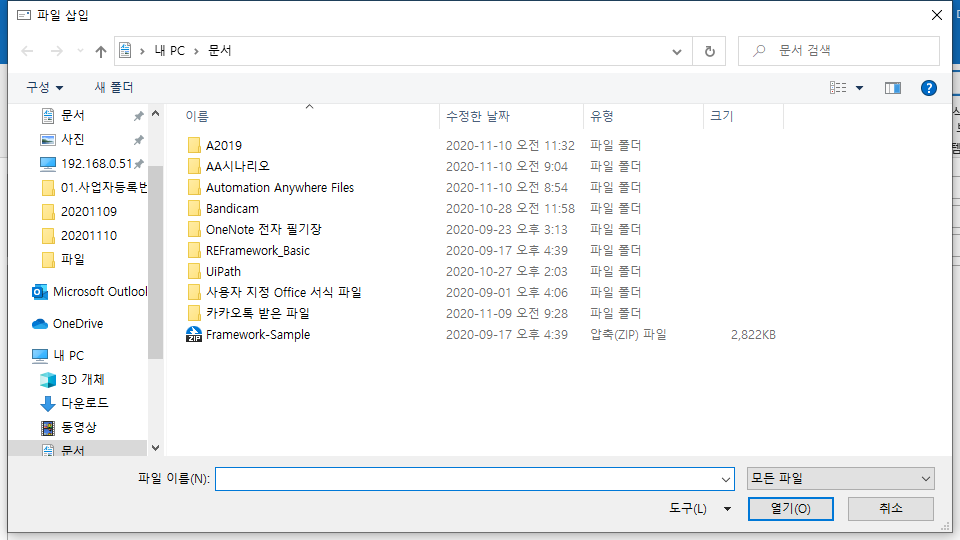 파일 삽입
내 PC > 문서
문서 검색
구성
새 폴더
문서
사진
192.168.0.51
01.사업자등록번
20201109
20201110
파일
Microsoft Outlool
OneDrive
내 PC
3D 개체
다운로드
동영상
문서
이름 수정한 날짜 유형 크기
A2019 2020-11-10 오전 11:32 파일 폴더
AA시나리오 2020-11-10 오전 9:04 파일 폴더
Automation Anywhere Files 2020-11-10 오전 8:54 파일 폴더
Bandicam 2020-10-28 오전 11:58 파일 폴더
OneNote 전자 필기장 2020-09-23 오후 3:13 파일 폴더
REFramework_Basic 2020-09-17 오후 4:39 파일 폴더
UiPath 2020-10-27 오후 2:03 파일 폴더
사용자 지정 Office 서식 파일 2020-09-01 오후 4:06 파일 폴더
카카오톡 받은 파일 2020-11-09 오전 9:28 파일 폴더
ZIP Framework-Sample 2020-09-17 오후 4:39 압축(ZIP) 파일 2,822KB
파일 이름(N):
모든 파일
도구(L)
열기(O)
취소